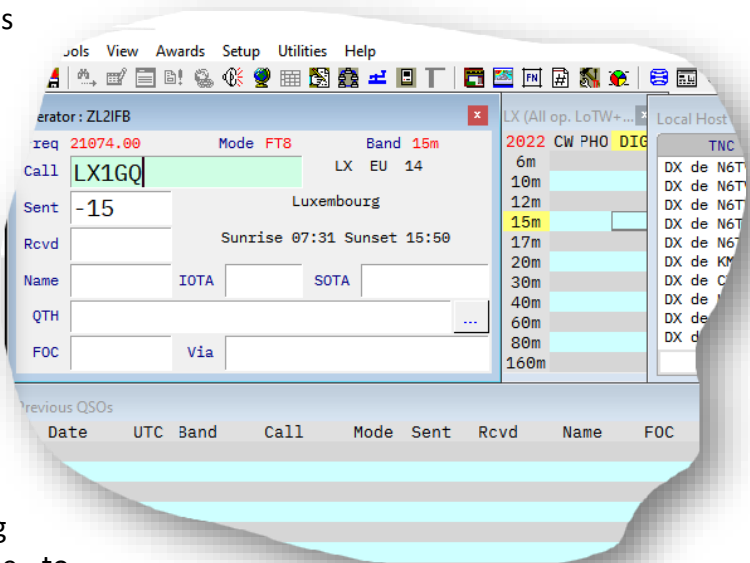 s
ools View Awards Setup Utilities Help
erator : ZL2IFB
req 21074.00 Mode FT8 Band 15m
Call LX1GQ LX EU 14
Sent -15 Luxembourg
Rcvd Sunrise 07:31 Sunset 15:50
Name IOTA SOTA
QTH ...
FOC Via
LX (All op. LoTW+...
2022 CW PHO DIG
6m
10m
12m
15m
17m
20m
30m
40m
60m
80m
160m
Local Host
TNC
DX de N6T
DX de N6T
DX de N6T
DX de N6T
DX de N6T
DX de KM
DX de C
DX de
DX de
DX d
Previous QSOs
Date UTC Band Call Mode Sent Rcvd Name FOC
g
to